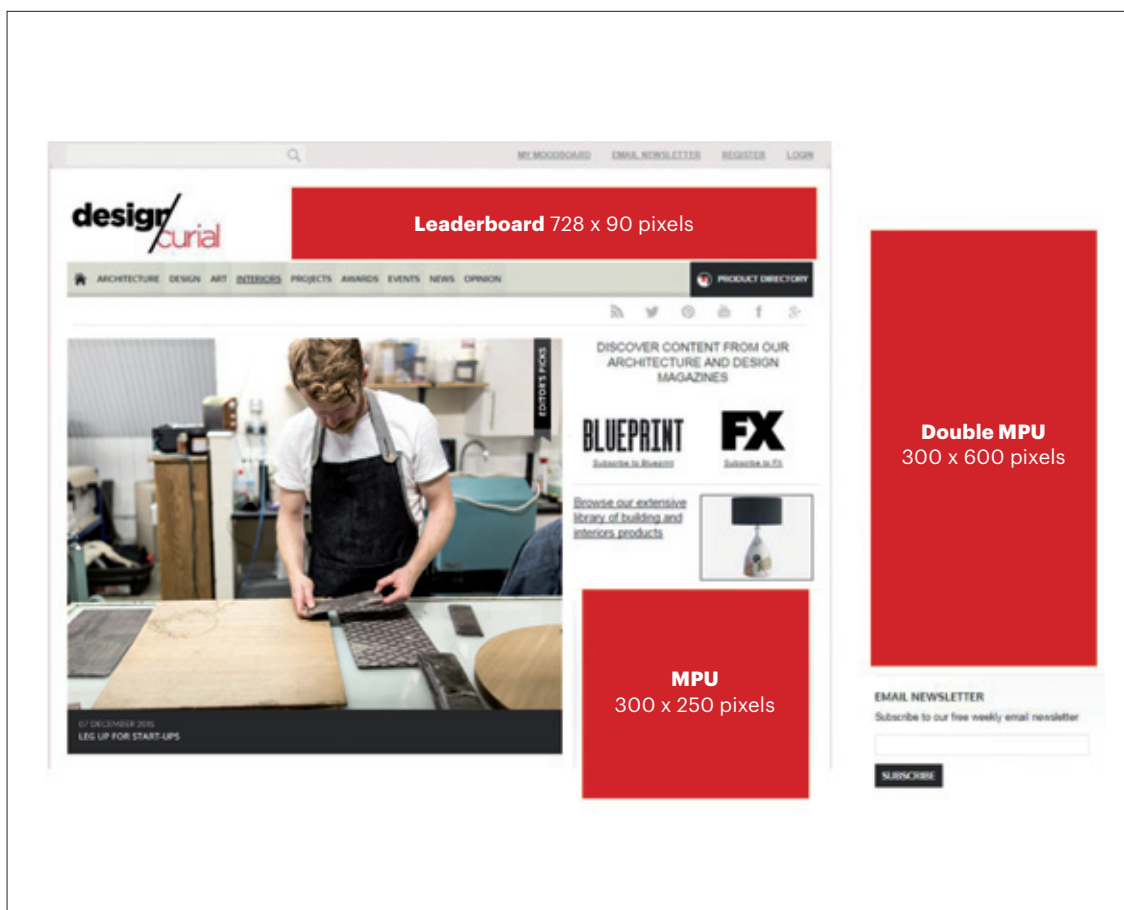 MY MOODBOARD EMAIL NEWSLETTER REGISTER LOGIN
design/curial
Leaderboard 728 x 90 pixels
ARCHITECTURE DESIGN ART INTERIORS PROJECTS AWARDS EVENTS NEWS OPINION
PRODUCT DIRECTORY
EDITOR'S PICKS
07 DECEMBER 2015
LEG UP FOR START-UPS
DISCOVER CONTENT FROM OUR
ARCHITECTURE AND DESIGN
MAGAZINES
BLUEPRINT
Subscribe to Blueprint
FX
Subscribe to FX
Browse our extensive
library of building and
interiors products
MPU
300 x 250 pixels
Double MPU
300 x 600 pixels
EMAIL NEWSLETTER
Subscribe to our free weekly email newsletter
SUBSCRIBE